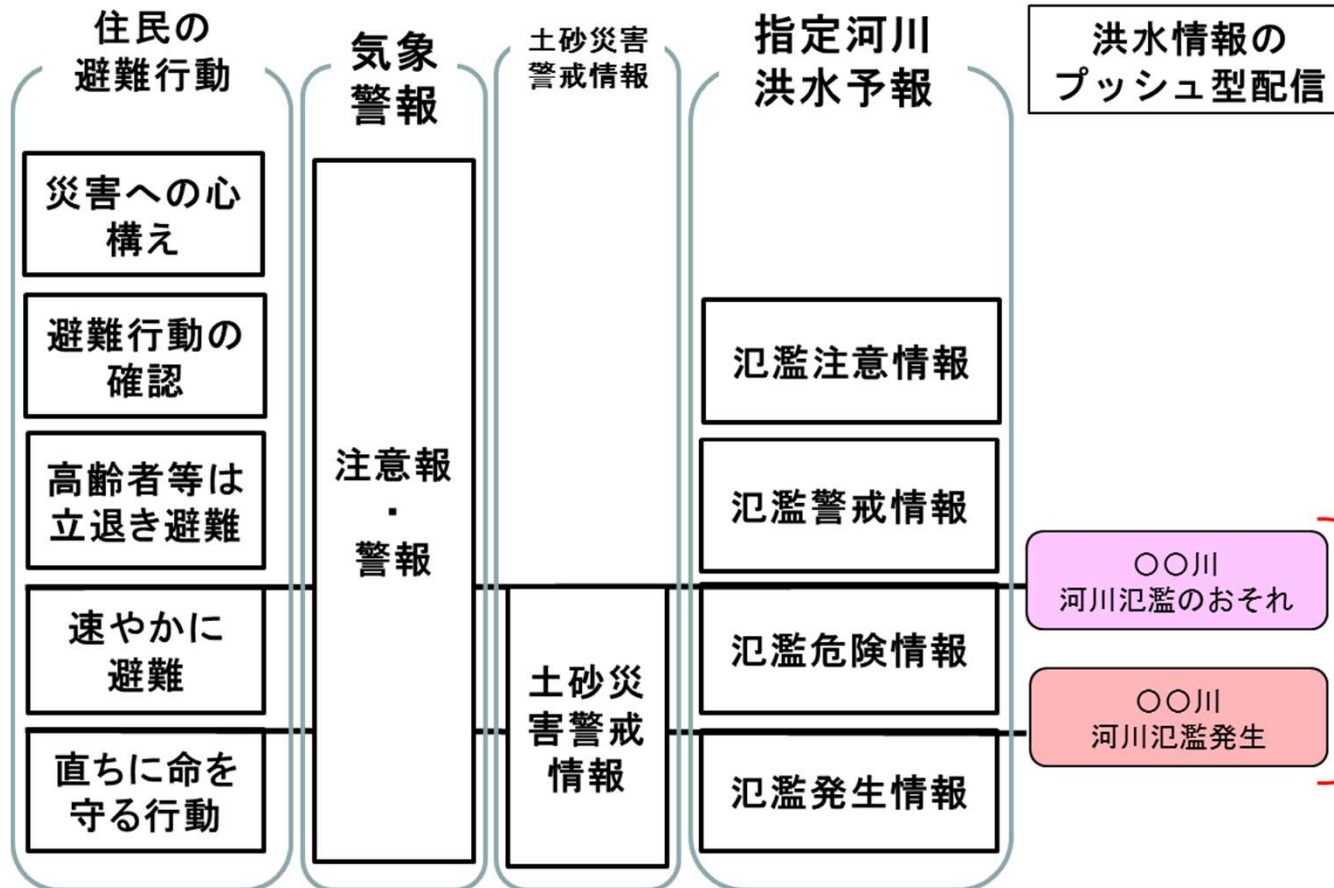 住民の
避難行動
気象
警報
土砂災害
警戒情報
指定河川
洪水予報
洪水情報の
プッシュ型配信
災害への心
構え
避難行動の
確認
高齢者等は
立退き避難
速やかに
避難
直ちに命を
守る行動
注意報
・
警報
土砂災
害警戒
情報
氾濫注意情報
氾濫警戒情報
氾濫危険情報
氾濫発生情報
○○川
河川氾濫のおそれ
○○川
河川氾濫発生